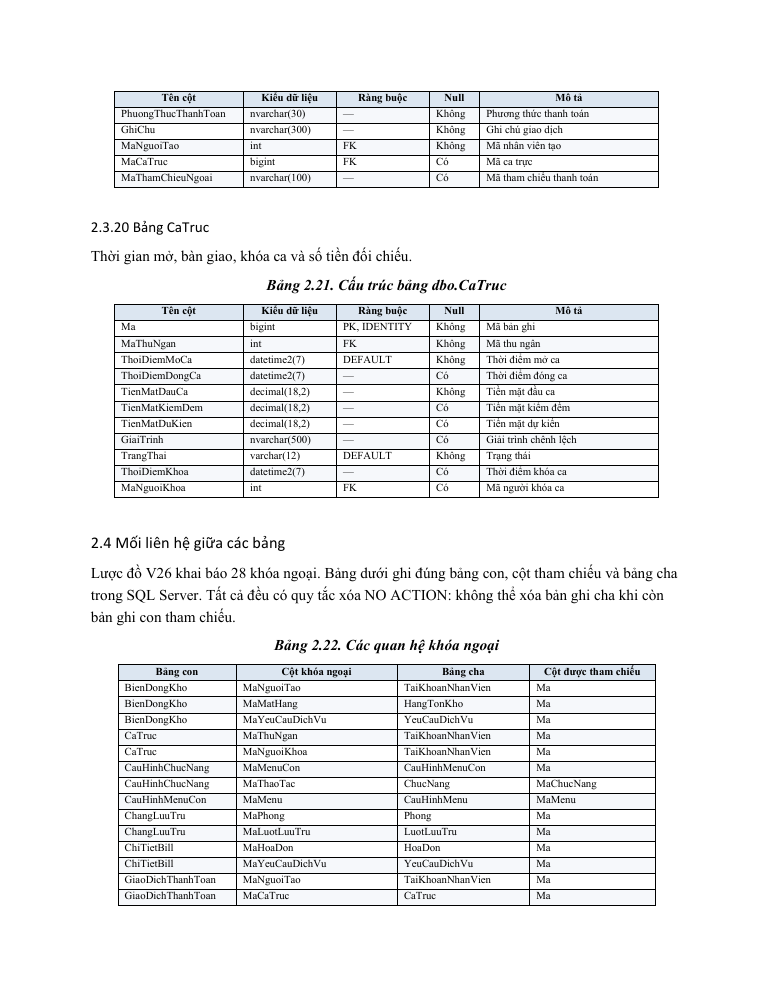 Tên cột Kiểu dữ liệu Ràng buộc Null Mô tả
PhuongThucThanhToan nvarchar(30) — Không Phương thức thanh toán
GhiChu nvarchar(300) — Không Ghi chú giao dịch
MaNguoiTao int FK Không Mã nhân viên tạo
MaCaTruc bigint FK Có Mã ca trực
MaThamChieuNgoai nvarchar(100) — Có Mã tham chiếu thanh toán
2.3.20 Bảng CaTruc
Thời gian mở, bàn giao, khóa ca và số tiền đối chiếu.
Bảng 2.21. Cấu trúc bảng dbo.CaTruc
Tên cột Kiểu dữ liệu Ràng buộc Null Mô tả
Ma bigint PK, IDENTITY Không Mã bản ghi
MaThuNgan int FK Không Mã thu ngân
ThoiDiemMoCa datetime2(7) DEFAULT Không Thời điểm mở ca
ThoiDiemDongCa datetime2(7) — Có Thời điểm đóng ca
TienMatDauCa decimal(18,2) — Không Tiền mặt đầu ca
TienMatKiemDem decimal(18,2) — Có Tiền mặt kiểm đếm
TienMatDuKien decimal(18,2) — Có Tiền mặt dự kiến
GiaiTrinh nvarchar(500) — Có Giải trình chênh lệch
TrangThai varchar(12) DEFAULT Không Trạng thái
ThoiDiemKhoa datetime2(7) — Có Thời điểm khóa ca
MaNguoiKhoa int FK Có Mã người khóa ca
2.4 Mối liên hệ giữa các bảng
Lược đồ V26 khai báo 28 khóa ngoại. Bảng dưới ghi đúng bảng con, cột tham chiếu và bảng cha
trong SQL Server. Tất cả đều có quy tắc xóa NO ACTION: không thể xóa bản ghi cha khi còn
bản ghi con tham chiếu.
Bảng 2.22. Các quan hệ khóa ngoại
Bảng con Cột khóa ngoại Bảng cha Cột được tham chiếu
BienDongKho MaNguoiTao TaiKhoanNhanVien Ma
BienDongKho MaMatHang HangTonKho Ma
BienDongKho MaYeuCauDichVu YeuCauDichVu Ma
CaTruc MaThuNgan TaiKhoanNhanVien Ma
CaTruc MaNguoiKhoa TaiKhoanNhanVien Ma
CauHinhChucNang MaMenuCon CauHinhMenuCon Ma
CauHinhChucNang MaThaoTac ChucNang MaChucNang
CauHinhMenuCon MaMenu CauHinhMenu MaMenu
ChangLuuTru MaPhong Phong Ma
ChangLuuTru MaLuotLuuTru LuotLuuTru Ma
ChiTietBill MaHoaDon HoaDon Ma
ChiTietBill MaYeuCauDichVu YeuCauDichVu Ma
GiaoDichThanhToan MaNguoiTao TaiKhoanNhanVien Ma
GiaoDichThanhToan MaCaTruc CaTruc Ma